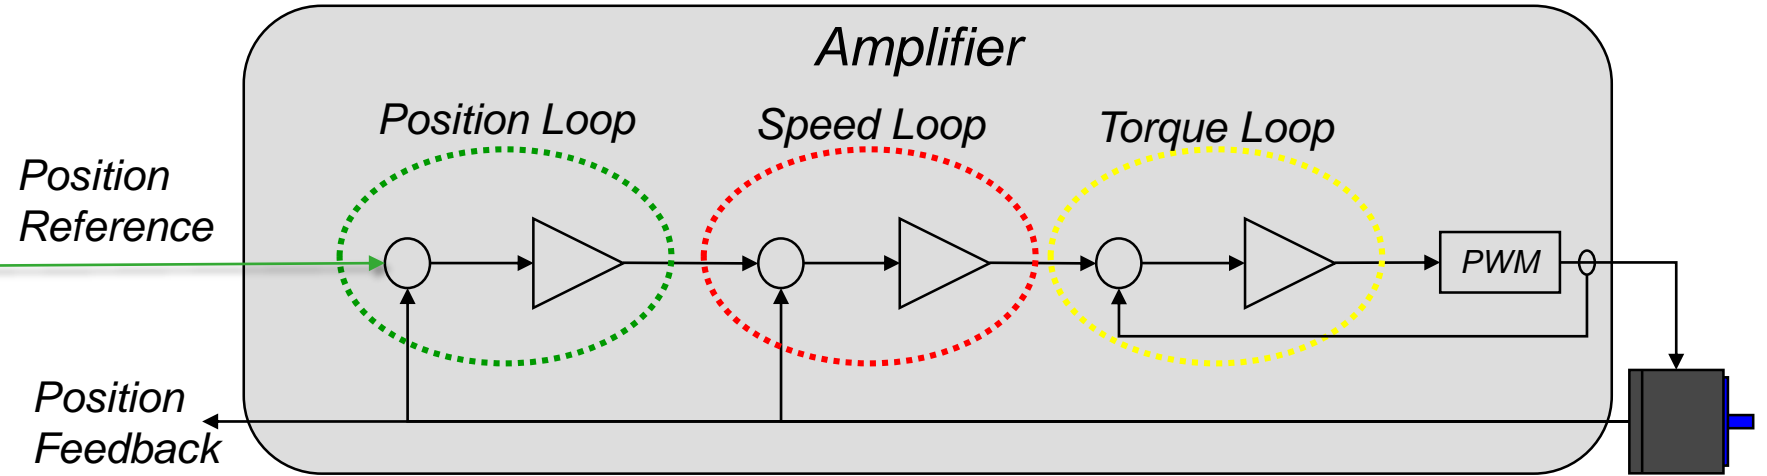 Amplifier
Position Loop
Speed Loop
Torque Loop
Position
Reference
PWM
Position
Feedback